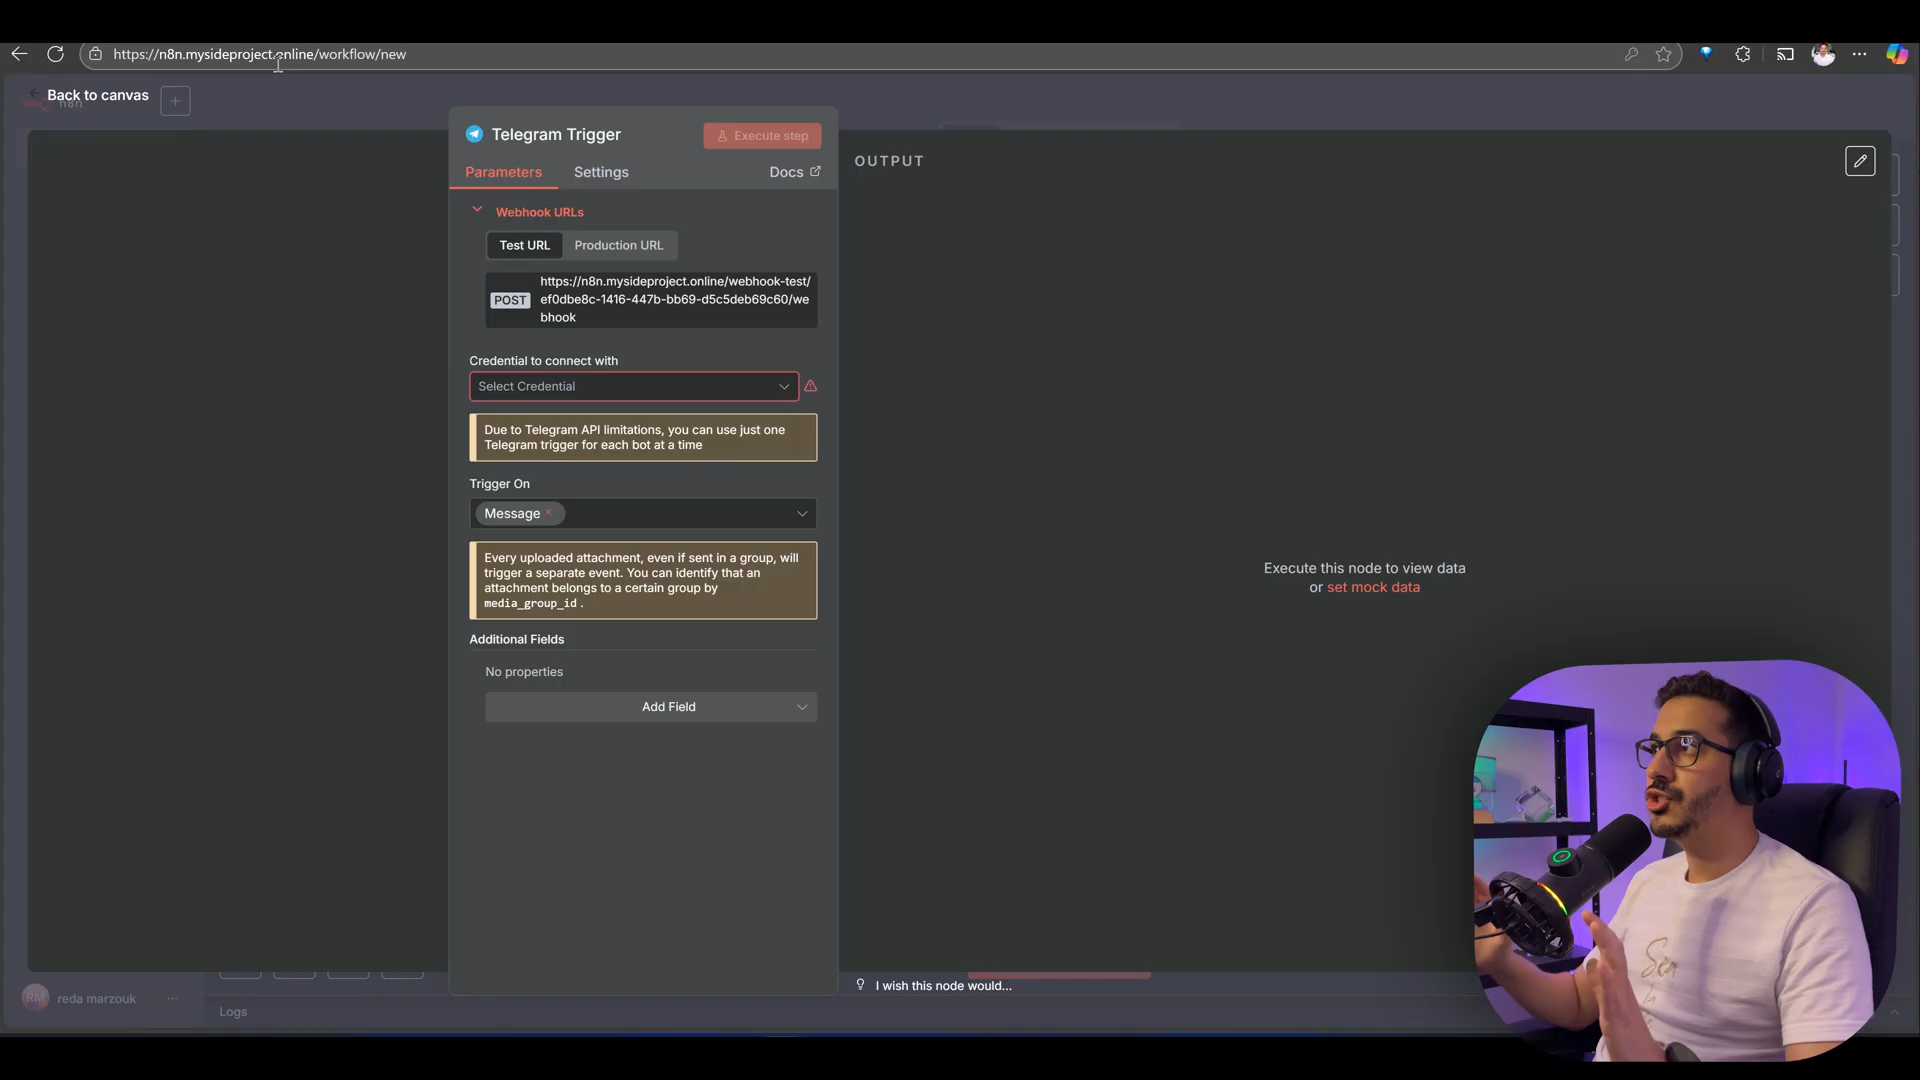 https://n8n.mysideproject.online/workflow/new
Back to canvas
n8n
Telegram Trigger
Execute step
Parameters
Settings
Docs
OUTPUT
Webhook URLs
Test URL
Production URL
POST
https://n8n.mysideproject.online/webhook-test/
ef0dbe8c-1416-447b-bb69-d5c5deb69c60/we
bhook
Credential to connect with
Select Credential
Due to Telegram API limitations, you can use just one
Telegram trigger for each bot at a time
Trigger On
Message
Every uploaded attachment, even if sent in a group, will
trigger a separate event. You can identify that an
attachment belongs to a certain group by
media_group_id .
Additional Fields
No properties
Add Field
Execute this node to view data
or set mock data
I wish this node would...
RM
reda marzouk
Logs
Sea